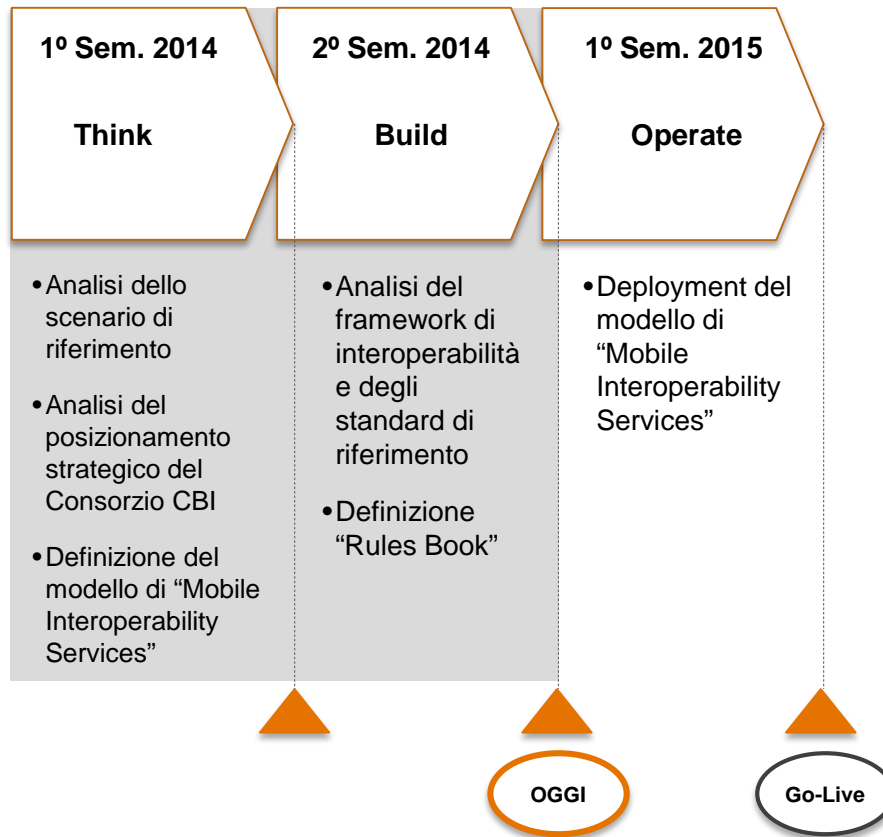 1º Sem. 2014
Think
2º Sem. 2014
Build
1º Sem. 2015
Operate
•Analisi dello
scenario di
riferimento
•Analisi del
posizionamento
strategico del
Consorzio CBI
•Definizione del
modello di “Mobile
Interoperability
Services”
•Analisi del
framework di
interoperabilità
e degli
standard di
riferimento
•Definizione
“Rules Book”
•Deployment del
modello di
“Mobile
Interoperability
Services”
OGGI
Go-Live